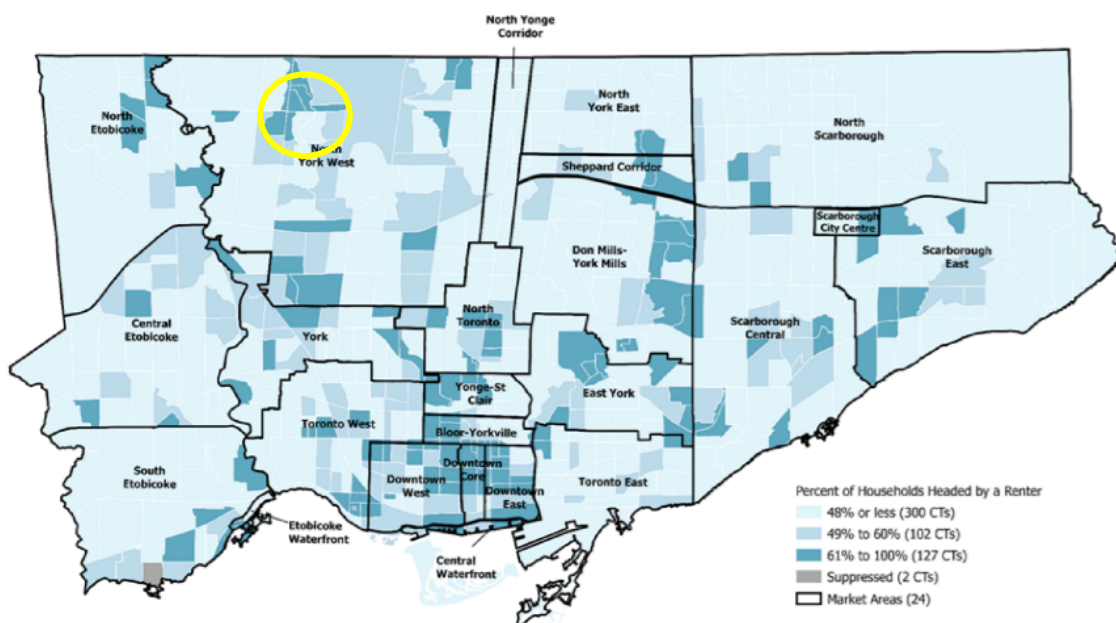 North Yonge
Corridor
North
Etobicoke
North
York West
North
York East
North
Scarborough
Sheppard Corridor
Scarborough
City Centre
Don Mills-
York Mills
Scarborough
East
Central
Etobicoke
York
North
Toronto
Scarborough
Central
Yonge-St
Clair
East York
Toronto West
Bloor-Yorkville
South
Etobicoke
Downtown
West
Downtown
Core
Downtown
East
Toronto East
Etobicoke
Waterfront
Central
Waterfront
Percent of Households Headed by a Renter
48% or less (300 CTs)
49% to 60% (102 CTs)
61% to 100% (127 CTs)
Suppressed (2 CTs)
Market Areas (24)